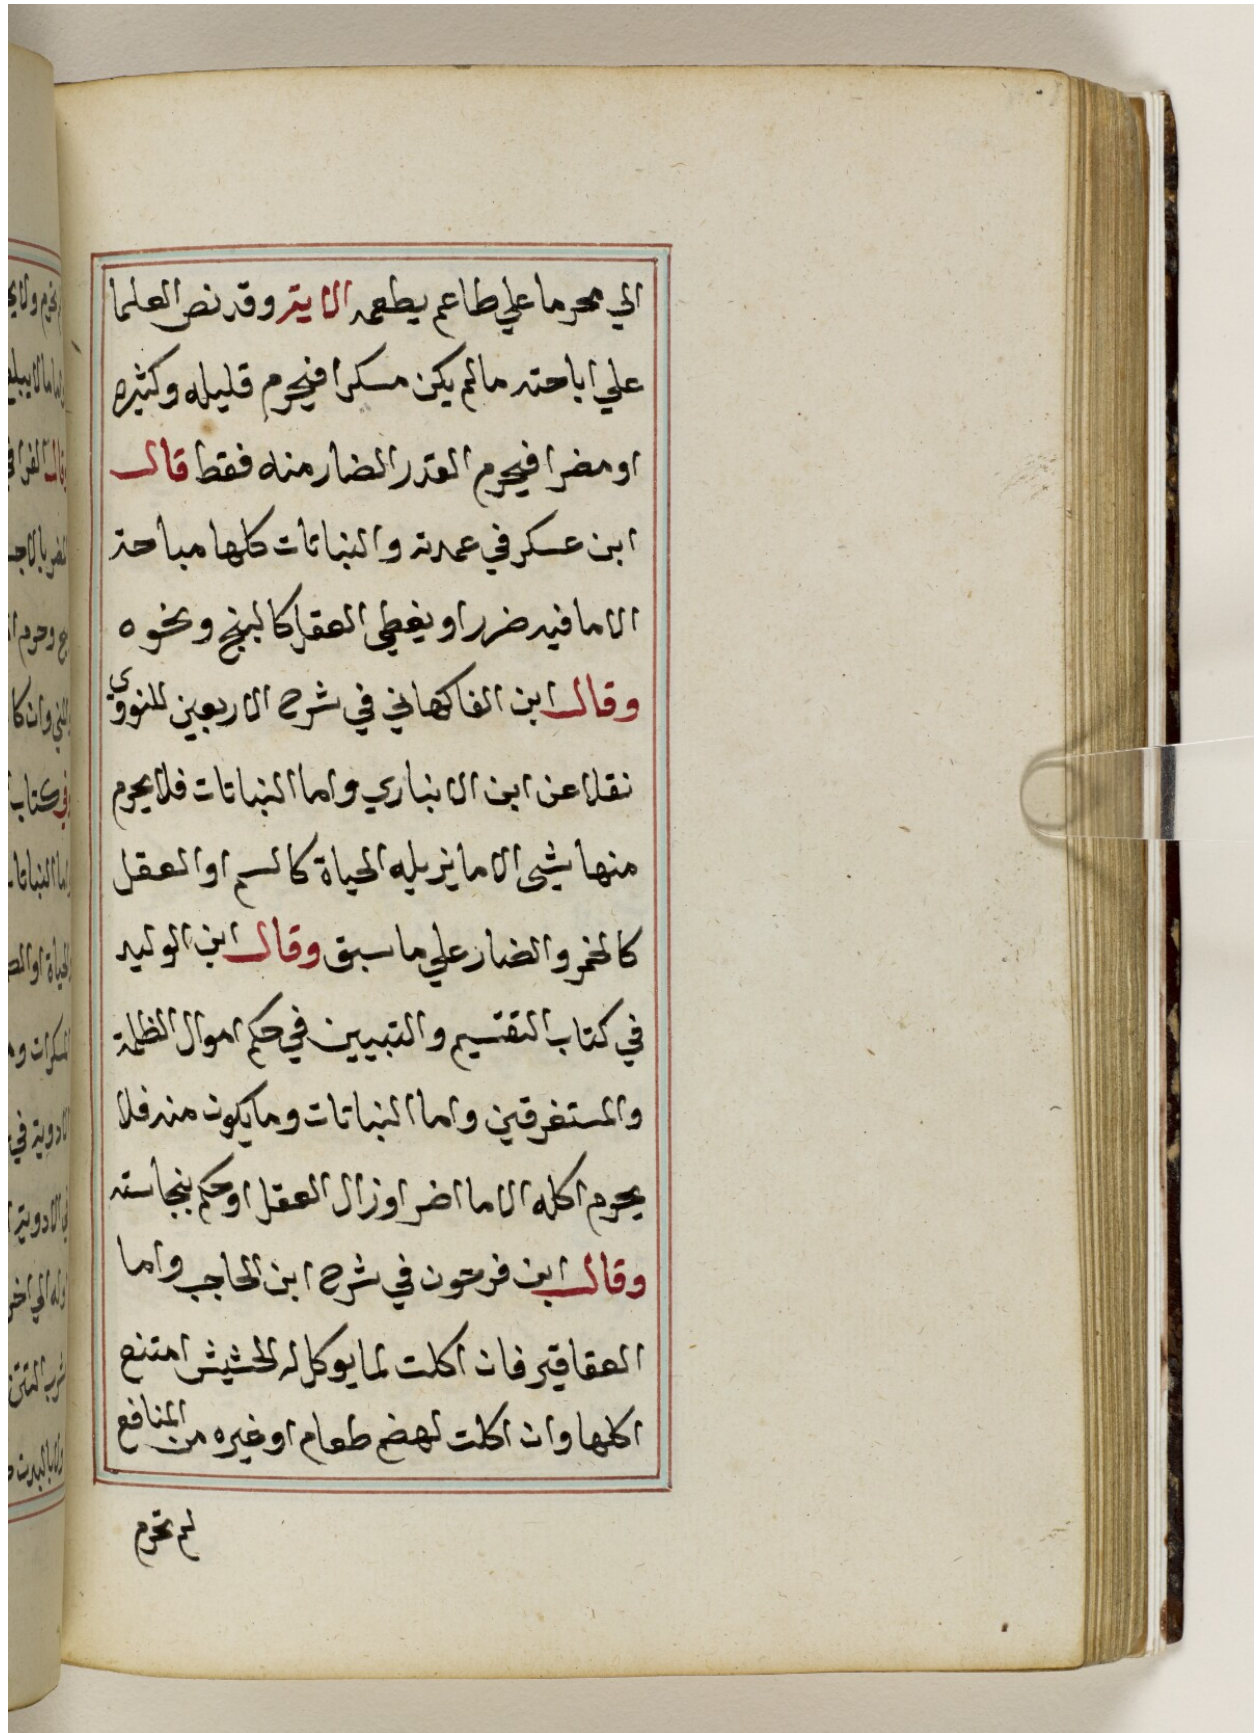 الي محرما علي طاعم يطعمه الاية وقد نص العلما
علي اباحته مالم يكن مسكرا فيحرم قليله وكثيره
او مضرا فيحرم القدر الضار منه فقط قال
ابن عسكر في عمدته والنباتات كلها مباحة
الا ما فيه ضرر او يغطي العقل كالبنج ونحوه
وقال ابن الفاكهاني في شرح الاربعين للنووي
نقلا عن ابن الانباري واما النباتات فلا يحرم
منها شيى الا ما يزيله الحياة كالسم او العقل
كالخمر والضار علي ما سبق وقال ابن الوليد
في كتاب التقسيم والتبيين في حكم اموال الظلمة
والمستغرقين واما النباتات وما يكون منه فلا
يحرم اكله الا ما اضر او زال العقل او حكم بنجاسته
وقال ابن فرحون في شرح ابن الحاجب واما
العقاقير فان اكلت لما يوكل له الحشيش امتنع
اكلها وان اكلت لهضم طعام او غيره من المنافع
لم تحرم